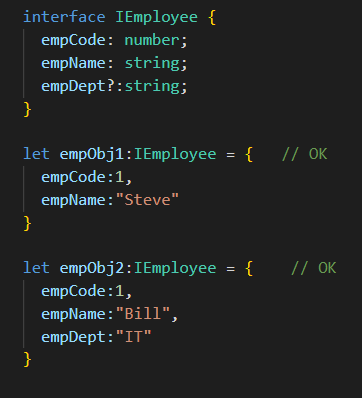 interface IEmployee {
  empCode: number;
  empName: string;
  empDept?:string;
}

let empObj1:IEmployee = {   // OK
  empCode:1,
  empName:"Steve"
}

let empObj2:IEmployee = {    // OK
  empCode:1,
  empName:"Bill",
  empDept:"IT"
}